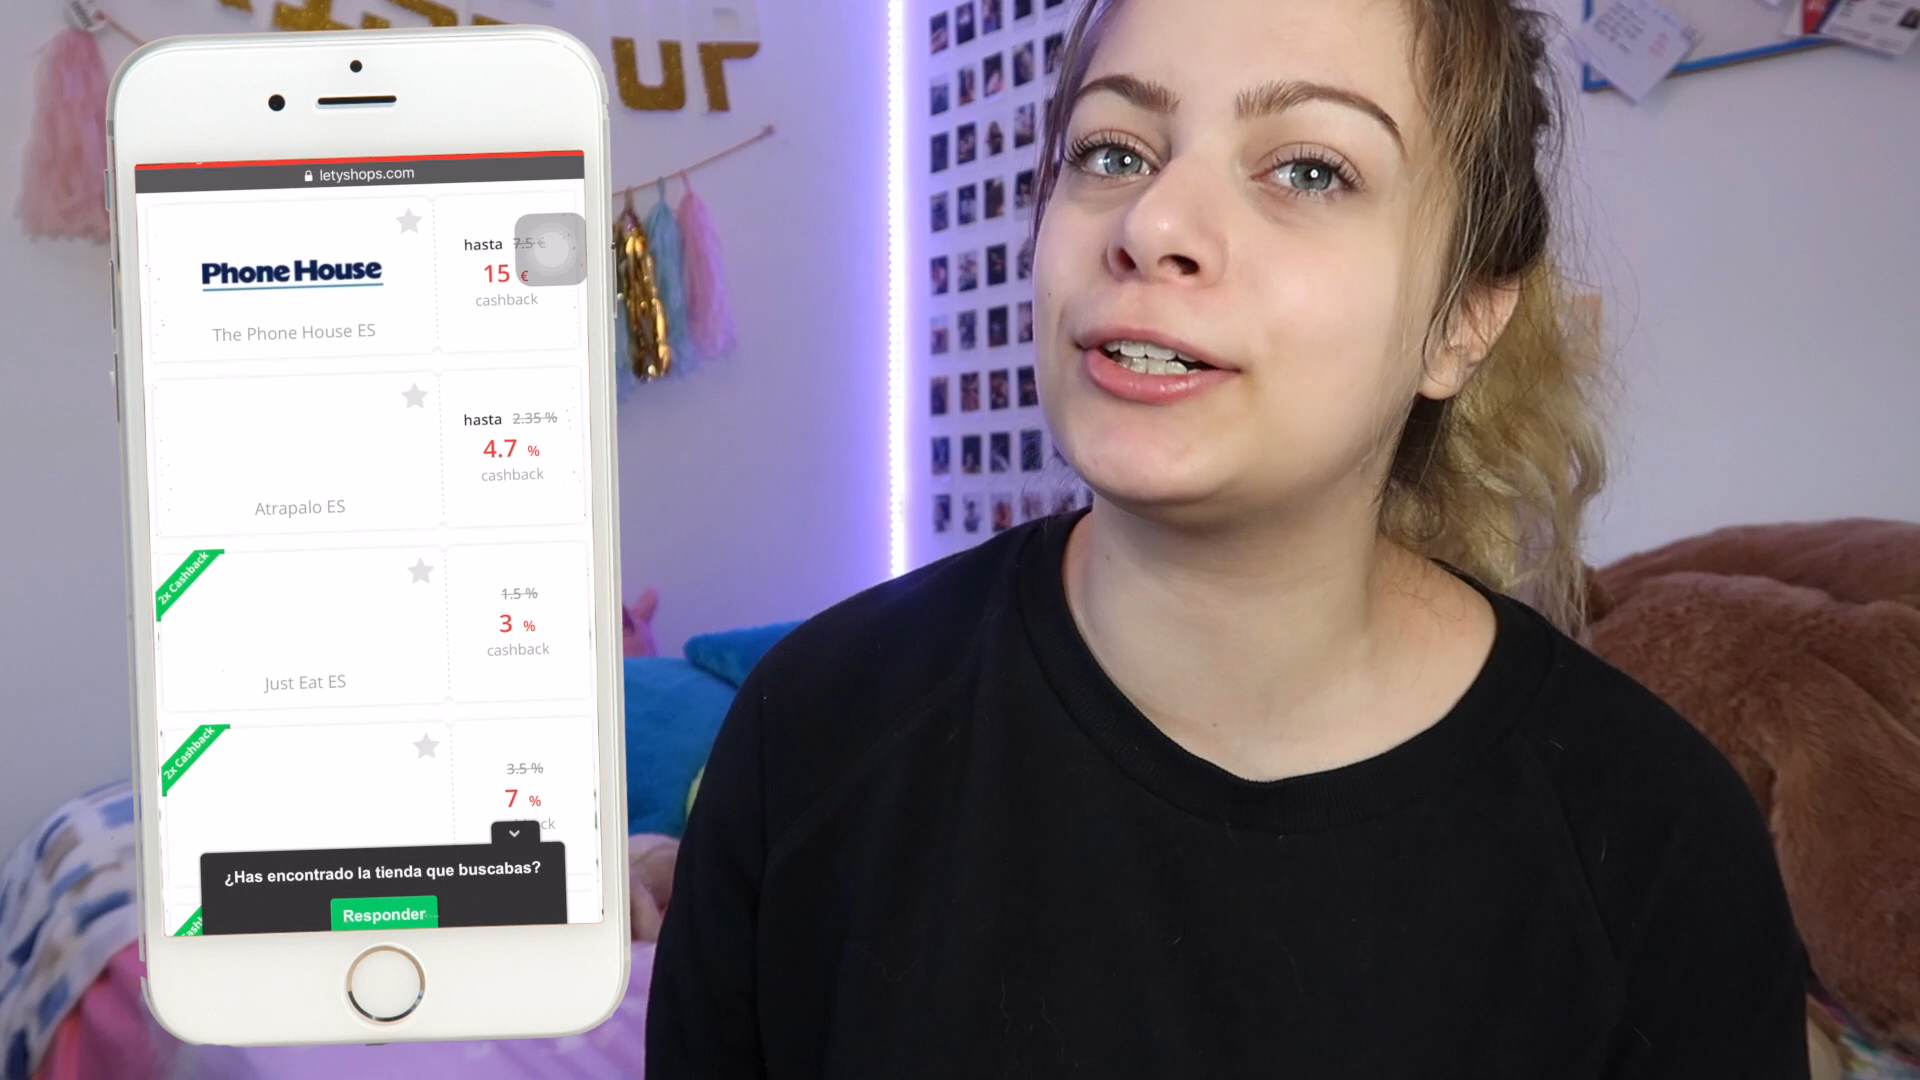 UP
letyshops.com
Phone House
The Phone House ES
hasta 7.5 €
15 €
cashback
Atrapalo ES
hasta 2.35 %
4.7 %
cashback
2x Cashback
Just Eat ES
1.5 %
3 %
cashback
2x Cashback
3.5 %
7 %
¿Has encontrado la tienda que buscabas?
Responder